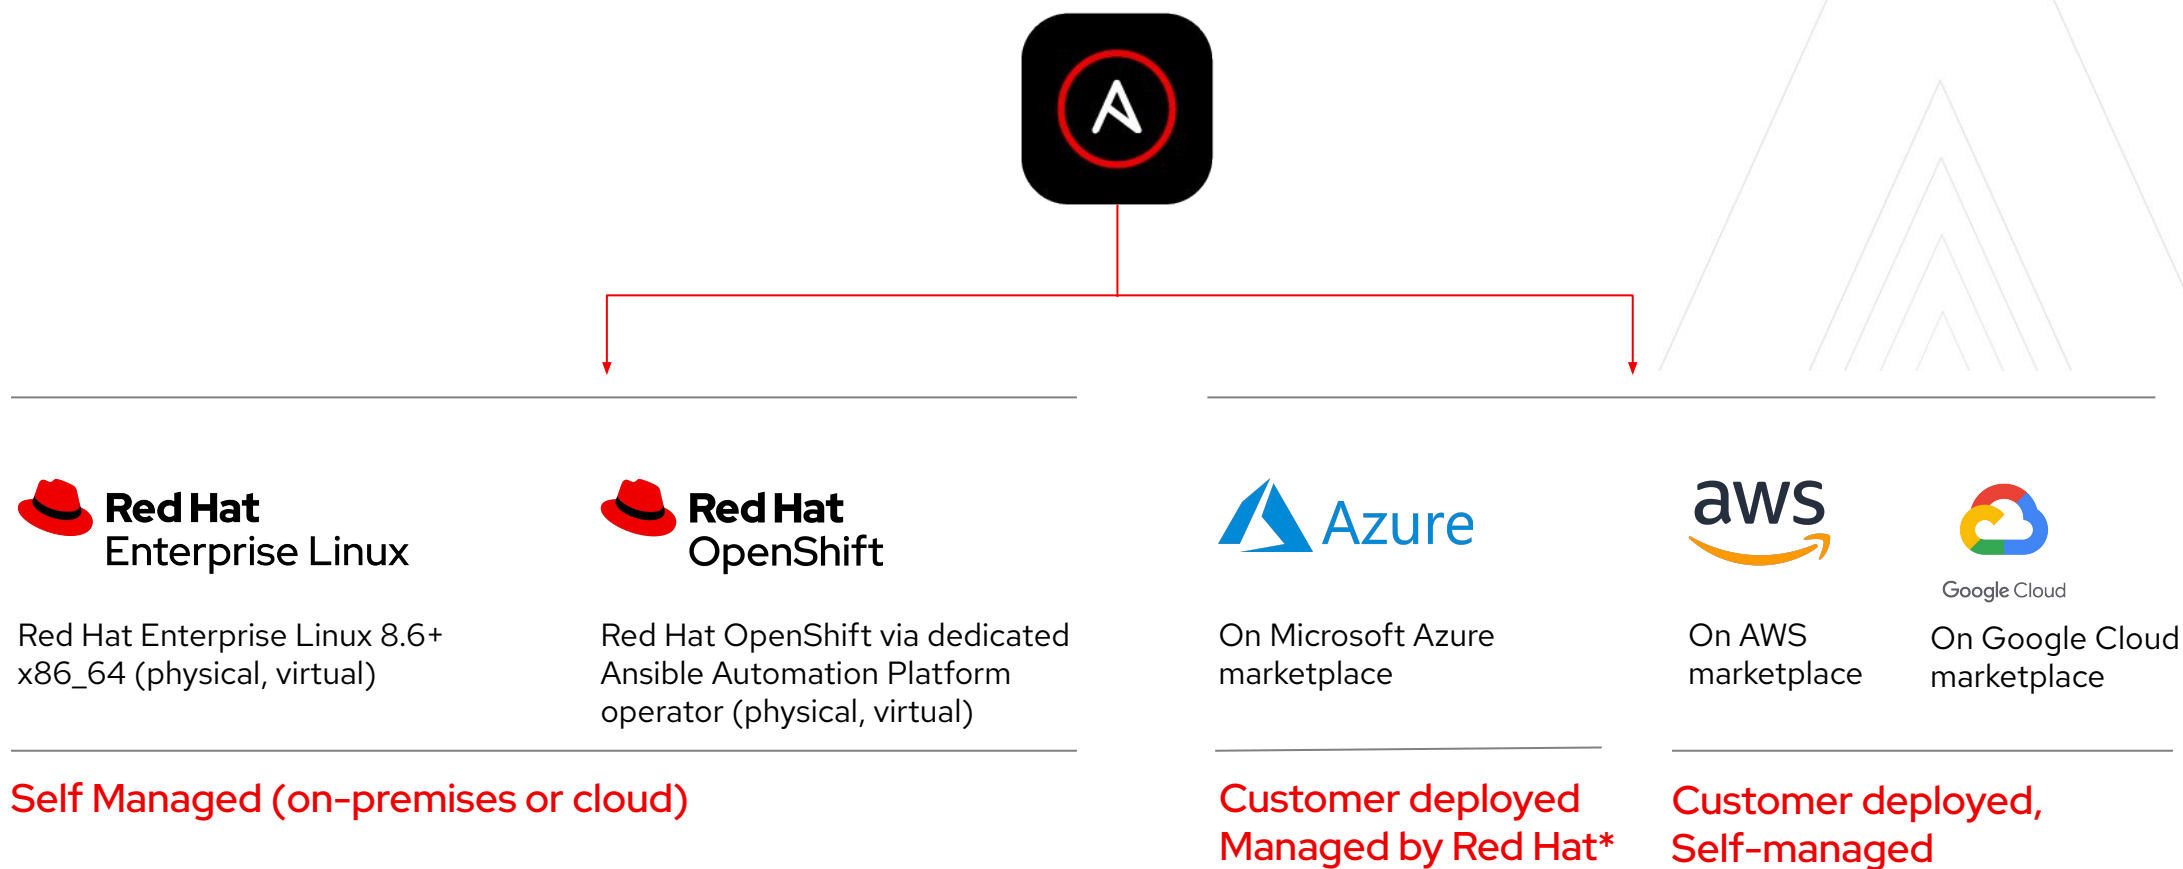 Red Hat
Enterprise Linux
Red Hat Enterprise Linux 8.6+
x86_64 (physical, virtual)
Red Hat
OpenShift
Red Hat OpenShift via dedicated
Ansible Automation Platform
operator (physical, virtual)
Self Managed (on-premises or cloud)
Azure
On Microsoft Azure
marketplace
Customer deployed
Managed by Red Hat*
aws
On AWS
marketplace
Google Cloud
On Google Cloud
marketplace
Customer deployed,
Self-managed